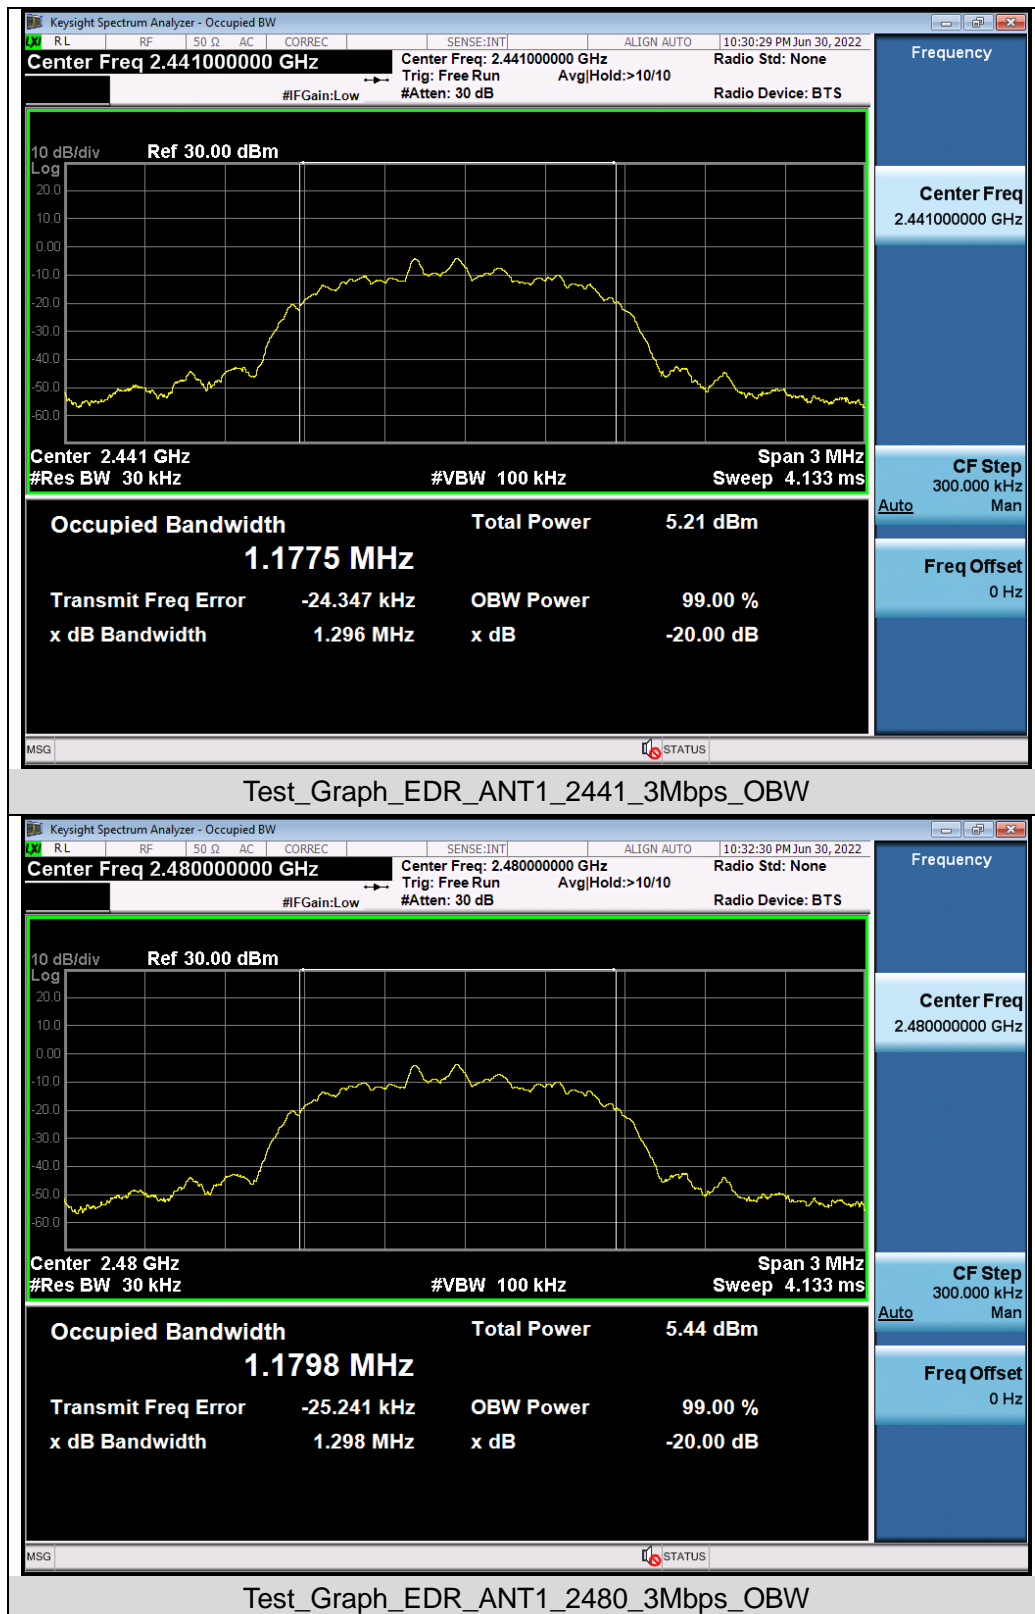 Keysight Spectrum Analyzer - Occupied BW
LXI RL RF 50 Ω AC CORREC SENSE:INT ALIGN AUTO 10:30:29 PM Jun 30, 2022
Center Freq 2.441000000 GHz Center Freq: 2.441000000 GHz Radio Std: None
Trig: Free Run Avg|Hold:>10/10
#IFGain:Low #Atten: 30 dB Radio Device: BTS
Frequency
10 dB/div Ref 30.00 dBm
Log
20.0
10.0
0.00
-10.0
-20.0
-30.0
-40.0
-50.0
-60.0
Center 2.441 GHz Span 3 MHz
#Res BW 30 kHz #VBW 100 kHz Sweep 4.133 ms
Center Freq
2.441000000 GHz
CF Step
300.000 kHz
Auto Man
Freq Offset
0 Hz
Occupied Bandwidth Total Power 5.21 dBm
1.1775 MHz
Transmit Freq Error -24.347 kHz OBW Power 99.00 %
x dB Bandwidth 1.296 MHz x dB -20.00 dB
MSG STATUS
Test_Graph_EDR_ANT1_2441_3Mbps_OBW
Keysight Spectrum Analyzer - Occupied BW
LXI RL RF 50 Ω AC CORREC SENSE:INT ALIGN AUTO 10:32:30 PM Jun 30, 2022
Center Freq 2.480000000 GHz Center Freq: 2.480000000 GHz Radio Std: None
Trig: Free Run Avg|Hold:>10/10
#IFGain:Low #Atten: 30 dB Radio Device: BTS
Frequency
10 dB/div Ref 30.00 dBm
Log
20.0
10.0
0.00
-10.0
-20.0
-30.0
-40.0
-50.0
-60.0
Center 2.48 GHz Span 3 MHz
#Res BW 30 kHz #VBW 100 kHz Sweep 4.133 ms
Center Freq
2.480000000 GHz
CF Step
300.000 kHz
Auto Man
Freq Offset
0 Hz
Occupied Bandwidth Total Power 5.44 dBm
1.1798 MHz
Transmit Freq Error -25.241 kHz OBW Power 99.00 %
x dB Bandwidth 1.298 MHz x dB -20.00 dB
MSG STATUS
Test_Graph_EDR_ANT1_2480_3Mbps_OBW